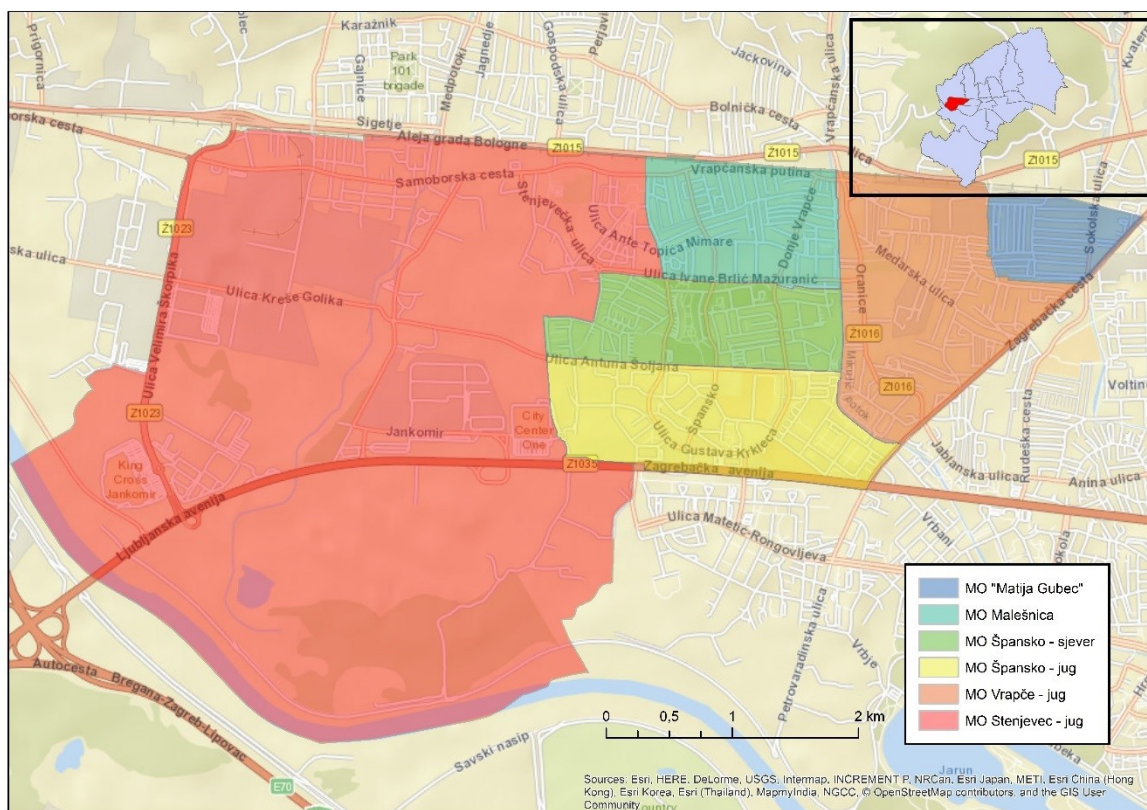 Prigornica
Karažnik
Park
101
brigade
Gajnice
Medpotoki
Jagnedje
Gospodska ulica
Perjavica
Jačkovina
Bolnička cesta
Vrapčanska ulica
Sigetje
Aleja grada Bologne
Z1015
Z1015
Z1015
Samoborska cesta
Vrapčanska putina
Stenjevečka ulica
Ulica Ante Topića Mimare
Donje Vrapče
Sokolska ulica
Z1023
Ulica Ivane Brlić Mažuranić
Oranice
Medarska ulica
Ulica Kreše Golika
Ulica Velimira Škorpika
Zagrebačka cesta
Z1016
Ulica Antuna Šoljana
Z1016
Z1023
Špansko
Ulica Gustava Krkleca
City
Center
One
Jankomir
Z1035
Zagrebačka avenija
King
Cross
Jankomir
Ljubljanska avenija
Jablanska ulica
Rudeška cesta
Anina ulica
Ulica Matetić-Rongovljeva
Vrbani
Petrovaradinska ulica
Vrbje
MO "Matija Gubec"
MO Malešnica
MO Špansko - sjever
MO Špansko - jug
MO Vrapče - jug
MO Stenjevec - jug
Autocesta Bregana-Zagreb-Lipovac
E70
Savski nasip
0 0,5 1 2 km
Jarun
Sources: Esri, HERE, DeLorme, USGS, Intermap, INCREMENT P, NRCan, Esri Japan, METI, Esri China (Hong
Kong), Esri Korea, Esri (Thailand), MapmyIndia, NGCC, © OpenStreetMap contributors, and the GIS User
Community